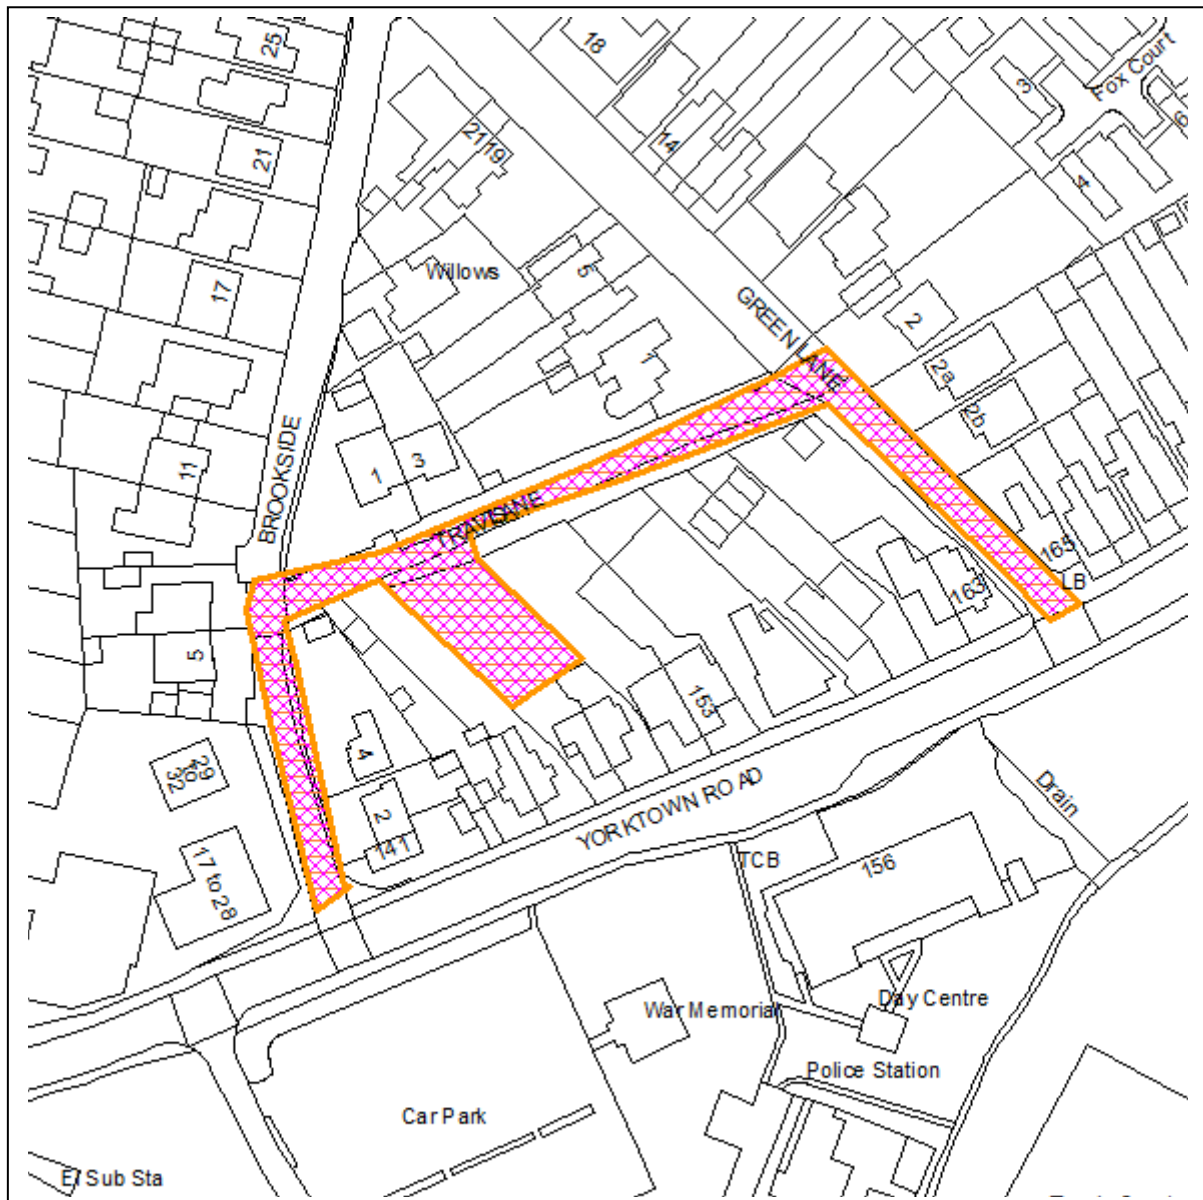 25
18
3
Fox Court
6
21
19
14
21
4
Willows
5
17
GREEN LANE
2
7
2a
2b
BROOKSIDE
11
1
3
TRAVIS LANE
165
LB
163
5
153
4
29
to
32
2
141
YORKTOWN ROAD
Drain
17 to 28
TCB
156
War Memorial
Day Centre
Police Station
Car Park
El Sub Sta